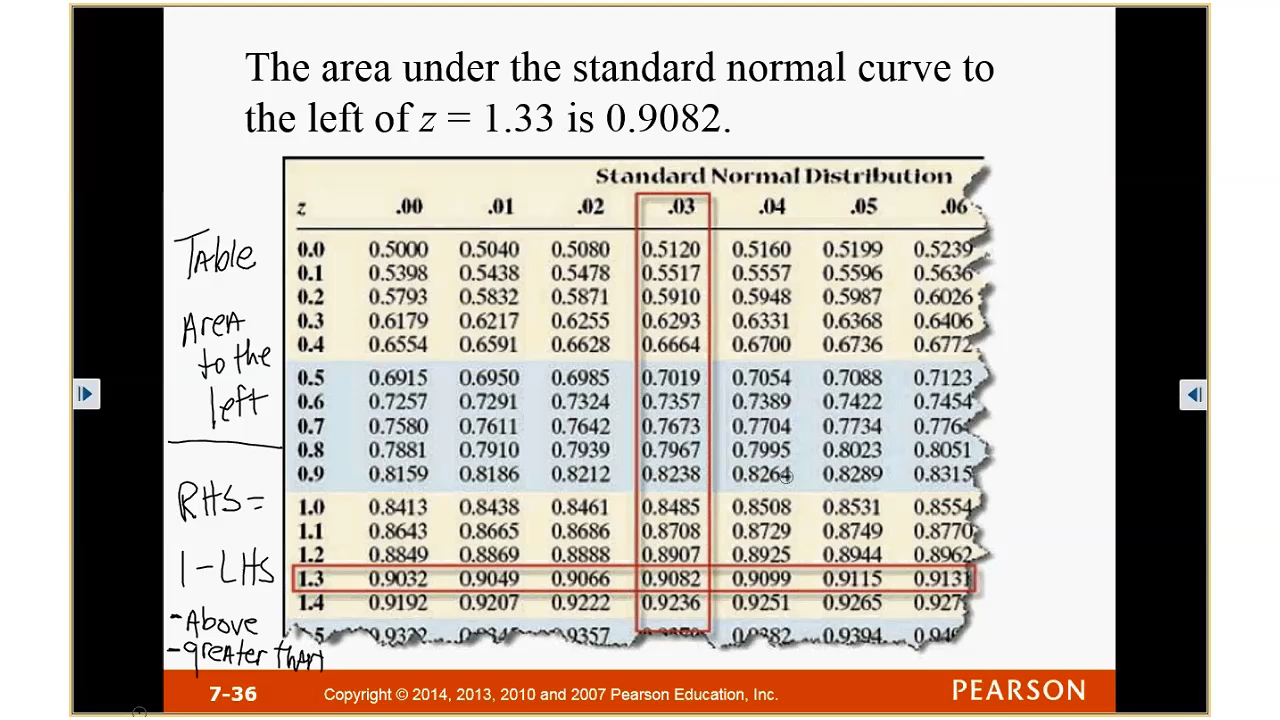 The area under the standard normal curve to
the left of z = 1.33 is 0.9082.
Standard Normal Distribution
z .00 .01 .02 .03 .04 .05 .06
0.0 0.5000 0.5040 0.5080 0.5120 0.5160 0.5199 0.5239
0.1 0.5398 0.5438 0.5478 0.5517 0.5557 0.5596 0.5636
0.2 0.5793 0.5832 0.5871 0.5910 0.5948 0.5987 0.6026
0.3 0.6179 0.6217 0.6255 0.6293 0.6331 0.6368 0.6406
0.4 0.6554 0.6591 0.6628 0.6664 0.6700 0.6736 0.6772
0.5 0.6915 0.6950 0.6985 0.7019 0.7054 0.7088 0.7123
0.6 0.7257 0.7291 0.7324 0.7357 0.7389 0.7422 0.7454
0.7 0.7580 0.7611 0.7642 0.7673 0.7704 0.7734 0.7764
0.8 0.7881 0.7910 0.7939 0.7967 0.7995 0.8023 0.8051
0.9 0.8159 0.8186 0.8212 0.8238 0.8264 0.8289 0.8315
1.0 0.8413 0.8438 0.8461 0.8485 0.8508 0.8531 0.8554
1.1 0.8643 0.8665 0.8686 0.8708 0.8729 0.8749 0.8770
1.2 0.8849 0.8869 0.8888 0.8907 0.8925 0.8944 0.8962
1.3 0.9032 0.9049 0.9066 0.9082 0.9099 0.9115 0.9131
1.4 0.9192 0.9207 0.9222 0.9236 0.9251 0.9265 0.927
0.9357 0.9382 0.9394
Table
Area
to the
left
RHS =
1-LHS
-Above
-greater than
7-36
Copyright © 2014, 2013, 2010 and 2007 Pearson Education, Inc.
PEARSON